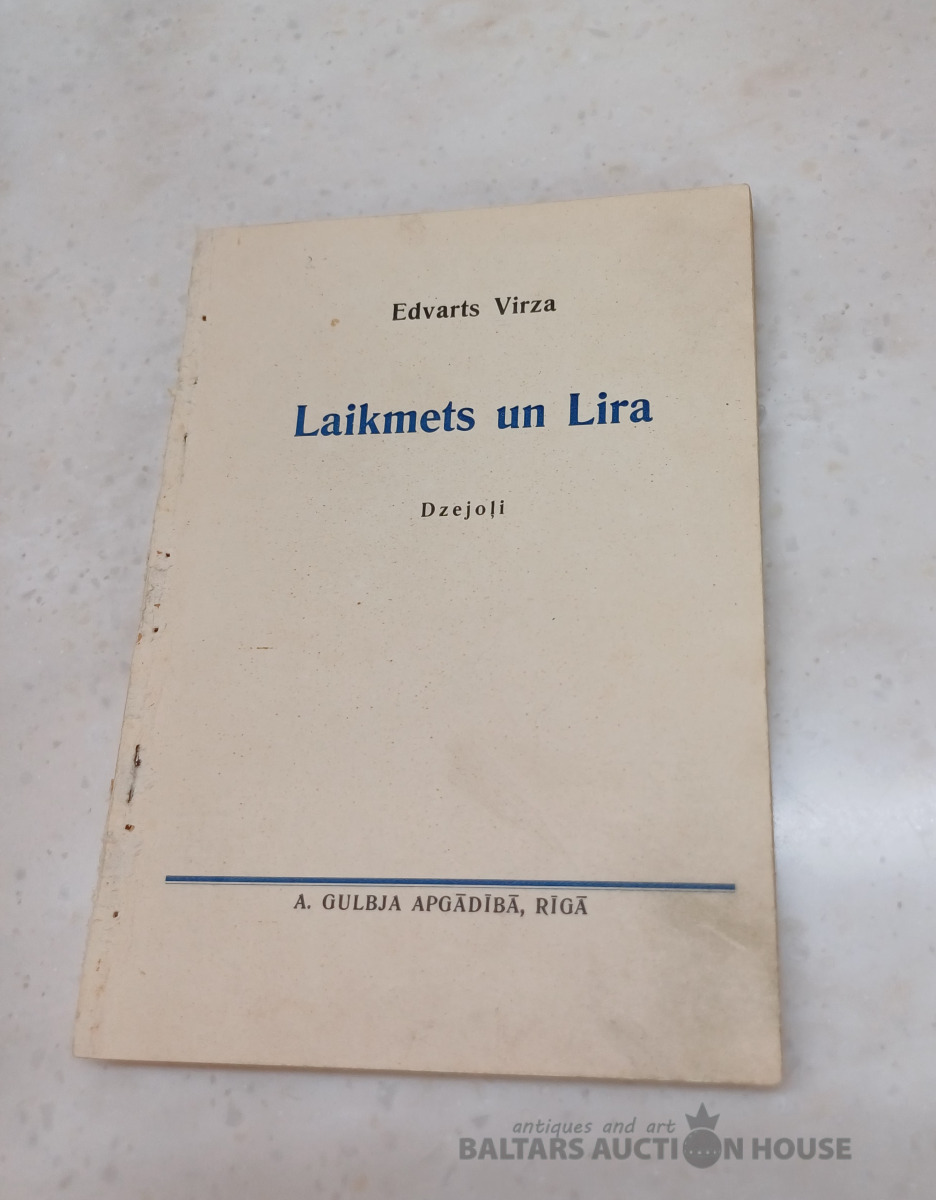 Edvarts Virza
Laikmets un Lira
Dzejoļi
A. GULBJA APGĀDĪBĀ, RĪGĀ
antiques and art
BALTARS AUCTION HOUSE